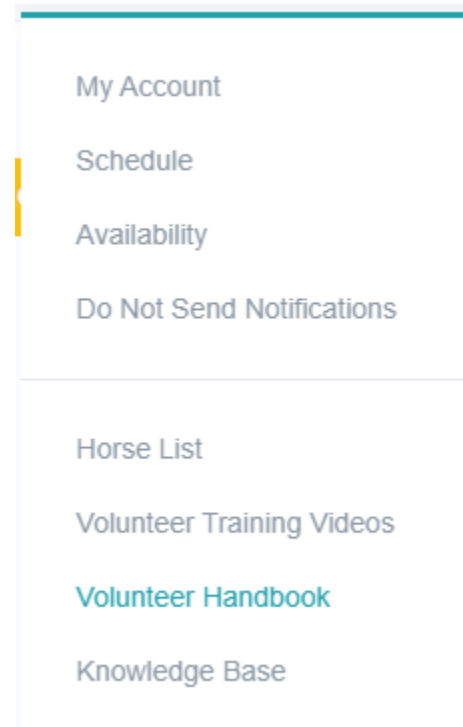 My Account
Schedule
Availability
Do Not Send Notifications
Horse List
Volunteer Training Videos
Volunteer Handbook
Knowledge Base